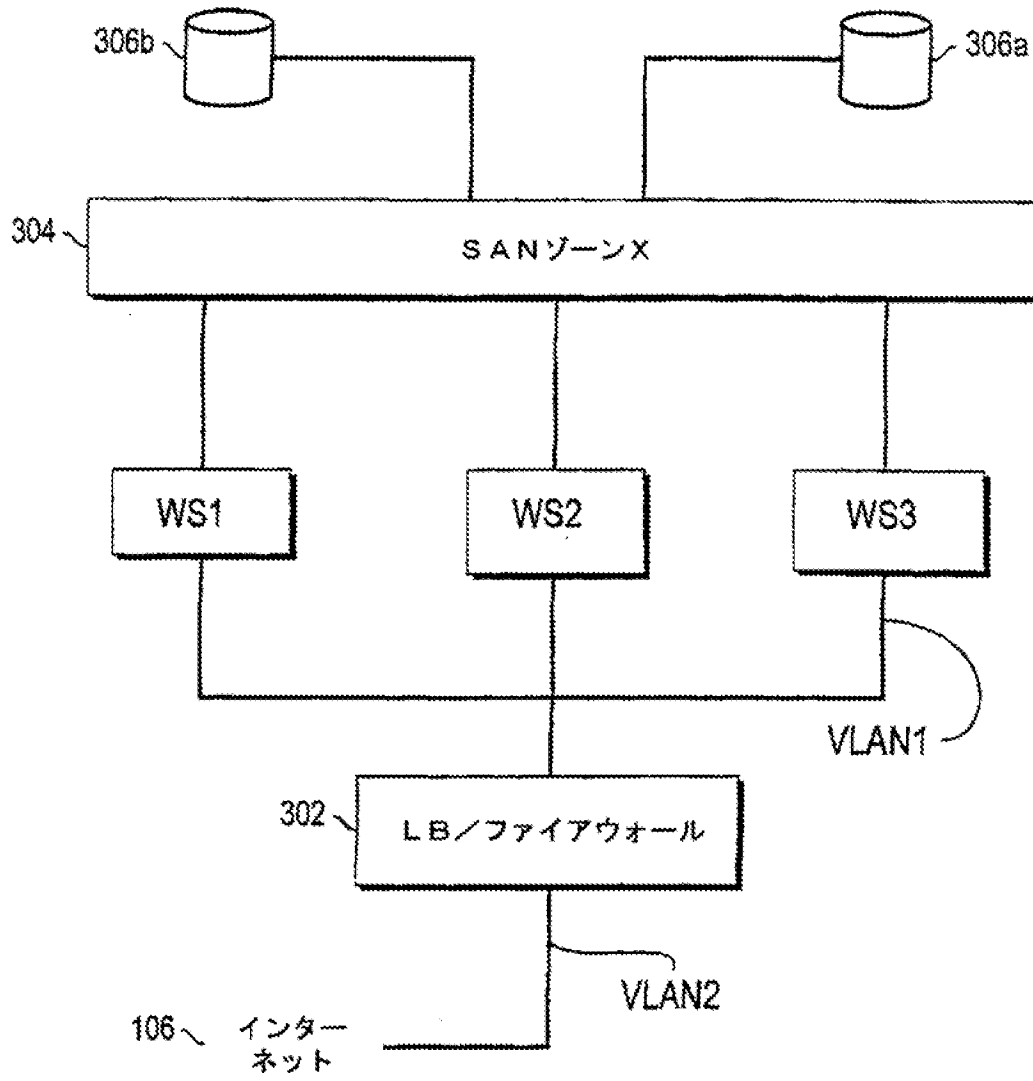 306b
306a
304
SANゾーンX
WS1
WS2
WS3
VLAN1
302
LB/ファイアウォール
VLAN2
106
インター
ネット